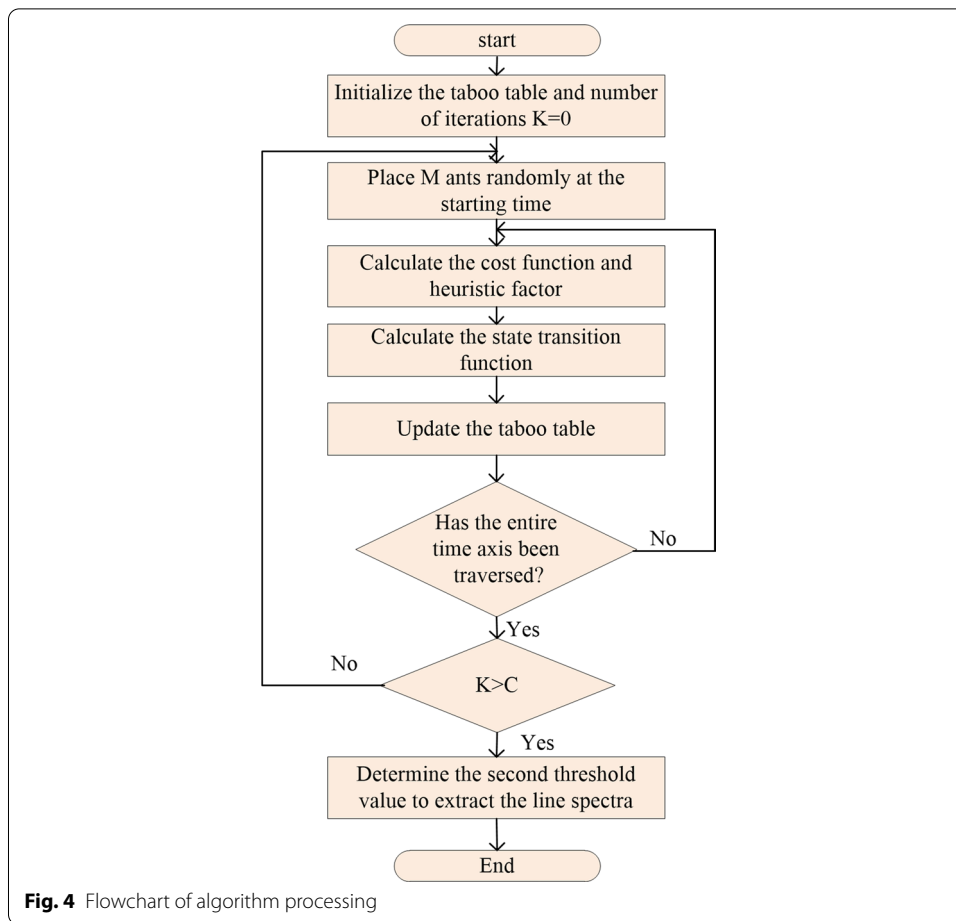 start
Initialize the taboo table and number
of iterations K=0
Place M ants randomly at the
starting time
Calculate the cost function and
heuristic factor
Calculate the state transition
function
Update the taboo table
Has the entire
time axis been
traversed?
No
Yes
No
K>C
Yes
Determine the second threshold
value to extract the line spectra
End
Fig. 4 Flowchart of algorithm processing